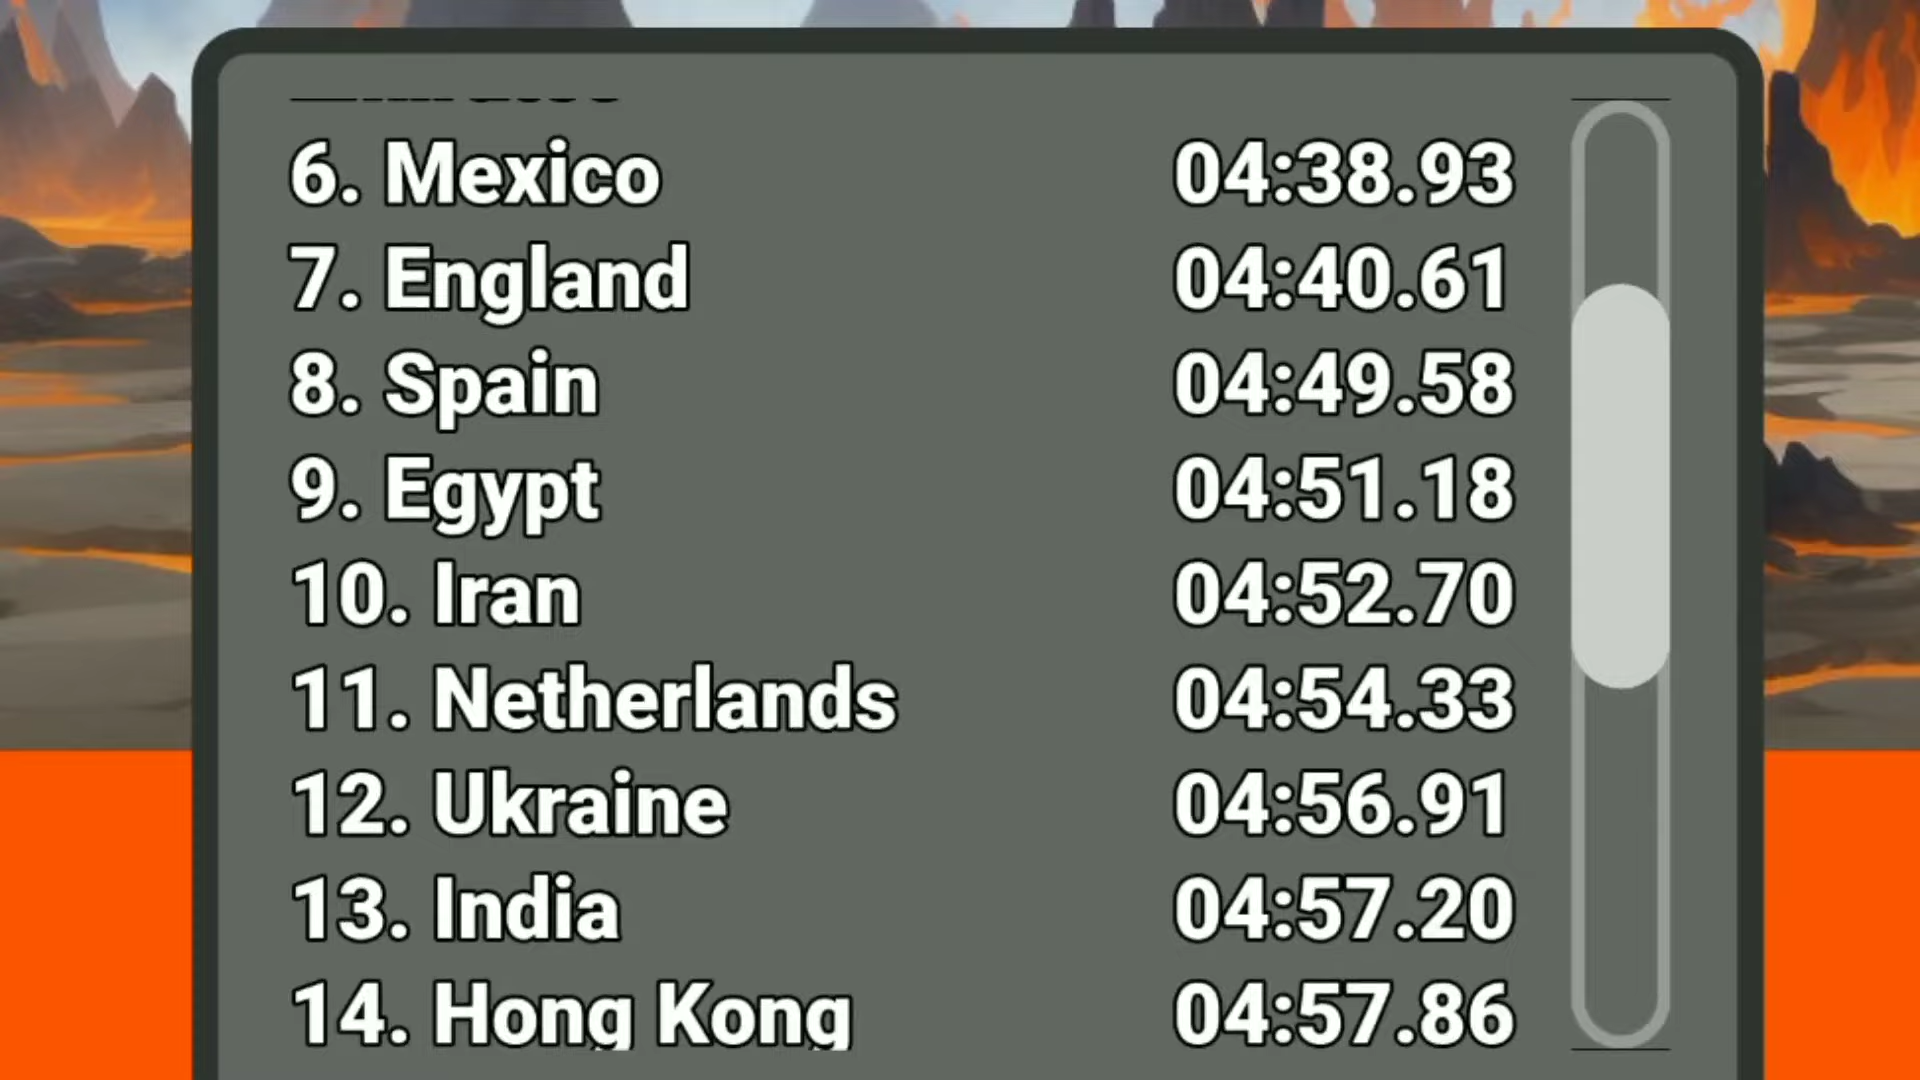 6. Mexico 04:38.93
7. England 04:40.61
8. Spain 04:49.58
9. Egypt 04:51.18
10. Iran 04:52.70
11. Netherlands 04:54.33
12. Ukraine 04:56.91
13. India 04:57.20
14. Hong Kong 04:57.86